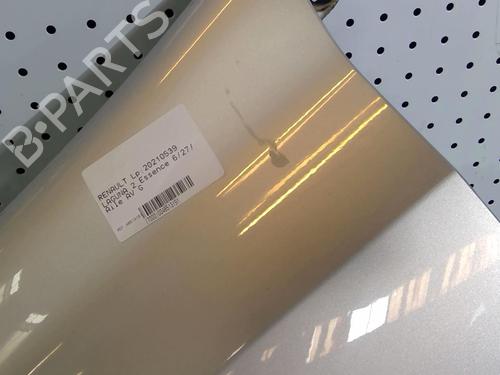 B-PARTS
RENAULT Lp.20210539
LAGUNA 2 Essence 6/27/
Aile AV G